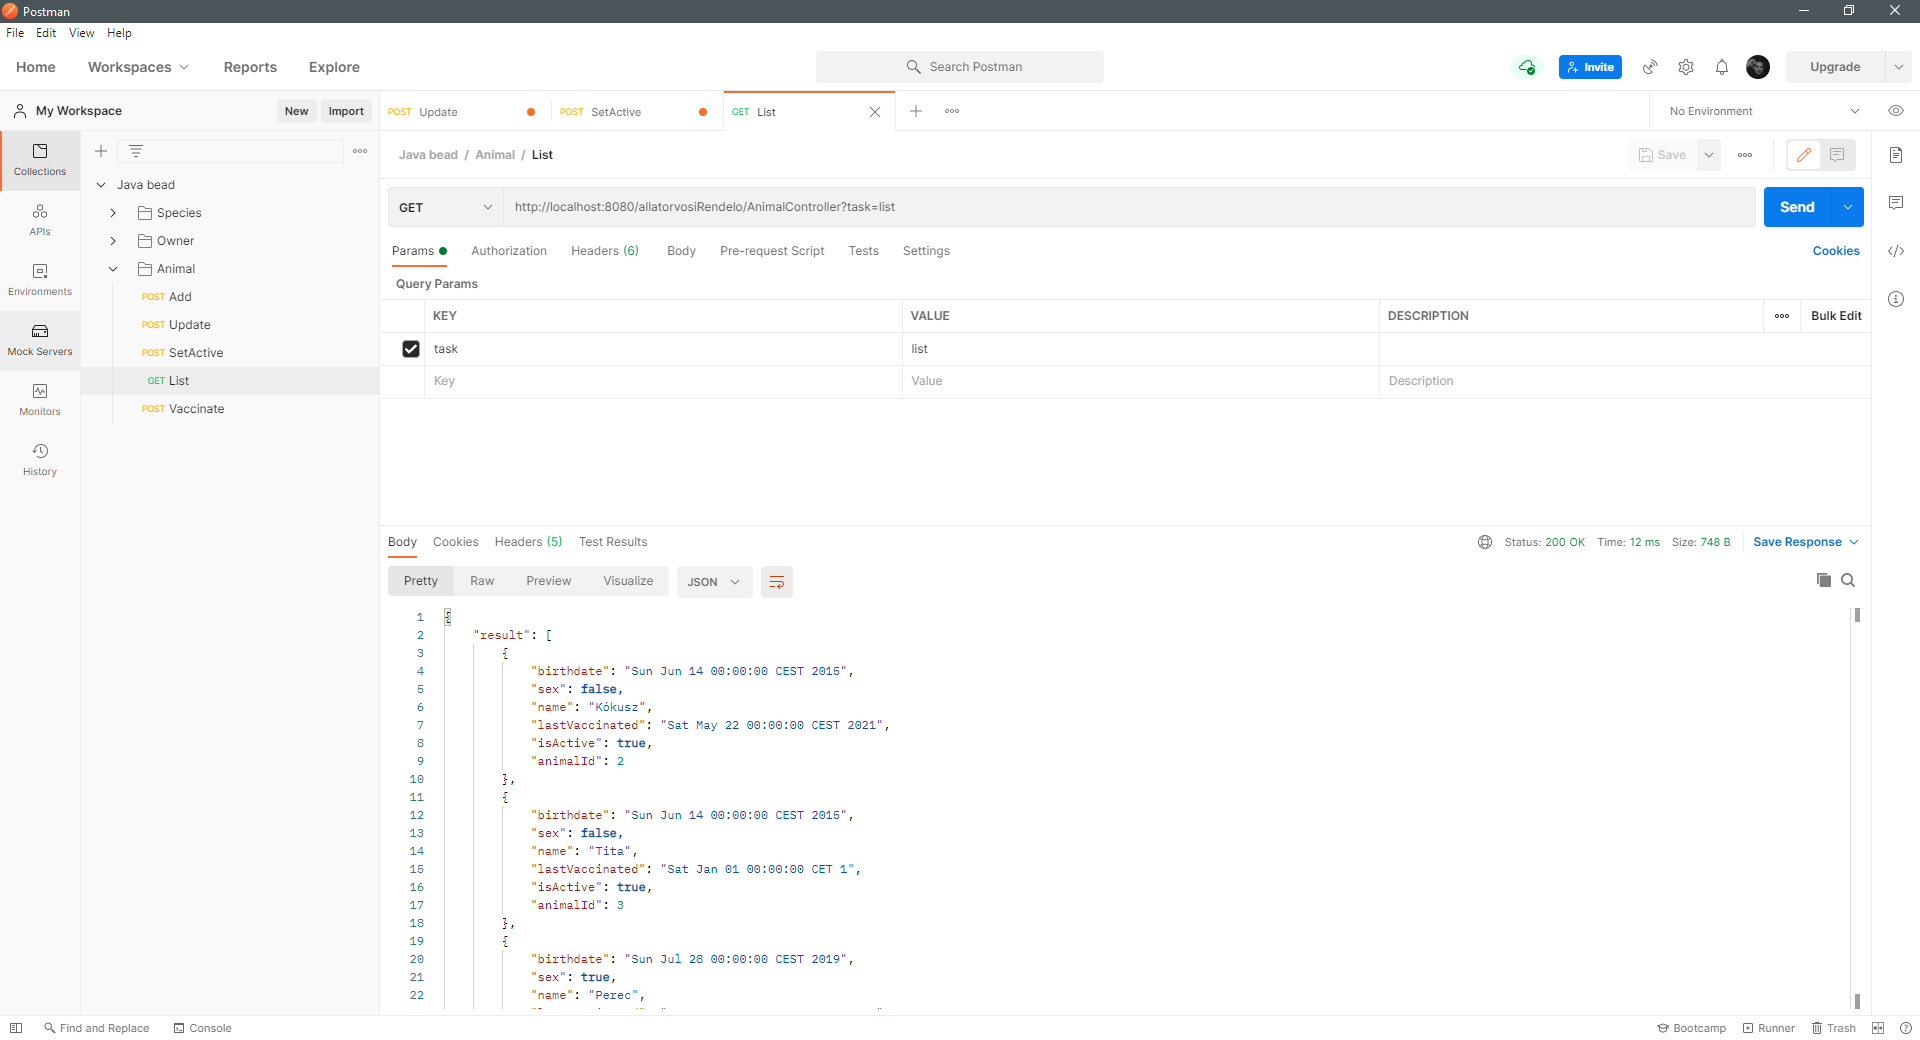 Postman
File Edit View Help
Home Workspaces Reports Explore
Search Postman
Invite
Upgrade
My Workspace
New
Import
POST Update
POST SetActive
GET List
No Environment
Collections
APIs
Environments
Mock Servers
Monitors
History
Java bead
Species
Owner
Animal
POST Add
POST Update
POST SetActive
GET List
POST Vaccinate
Java bead / Animal / List
Save
GET
http://localhost:8080/allatorvosiRendelo/AnimalController?task=list
Send
Params Authorization Headers (6) Body Pre-request Script Tests Settings
Cookies
Query Params
KEY VALUE DESCRIPTION
Bulk Edit
task list
Key Value Description
Body Cookies Headers (5) Test Results
Status: 200 OK Time: 12 ms Size: 748 B
Save Response
Pretty Raw Preview Visualize
JSON
1 {
2 "result": [
3 {
4 "birthdate": "Sun Jun 14 00:00:00 CEST 2015",
5 "sex": false,
6 "name": "Kókusz",
7 "lastVaccinated": "Sat May 22 00:00:00 CEST 2021",
8 "isActive": true,
9 "animalId": 2
10 },
11 {
12 "birthdate": "Sun Jun 14 00:00:00 CEST 2015",
13 "sex": false,
14 "name": "Tita",
15 "lastVaccinated": "Sat Jan 01 00:00:00 CET 1",
16 "isActive": true,
17 "animalId": 3
18 },
19 {
20 "birthdate": "Sun Jul 28 00:00:00 CEST 2019",
21 "sex": true,
22 "name": "Perec",
Find and Replace
Console
Bootcamp
Runner
Trash